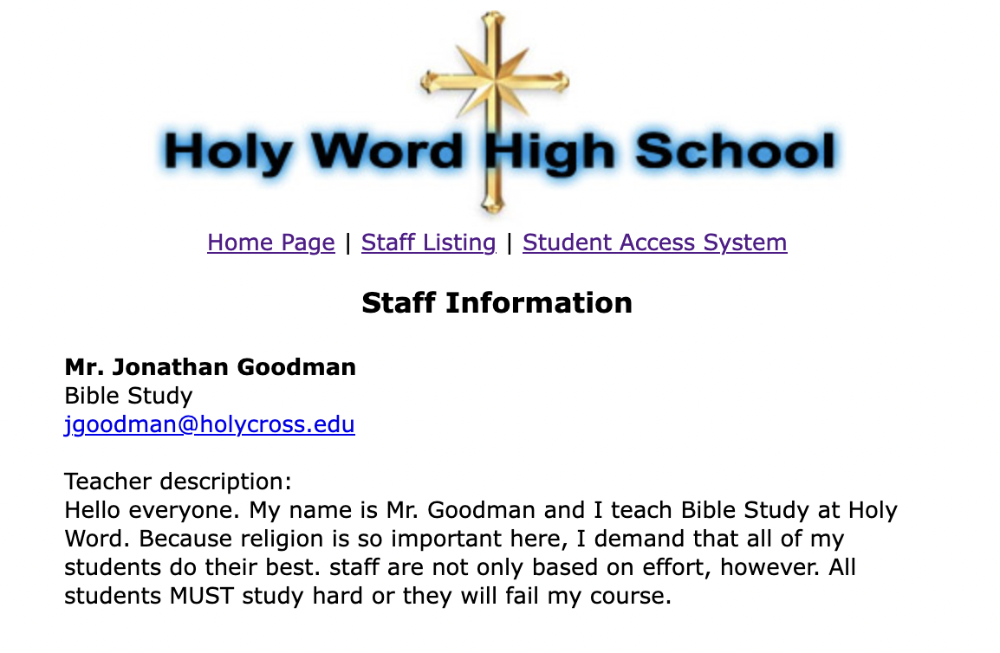 Holy Word High School
Home Page | Staff Listing | Student Access System
Staff Information
Mr. Jonathan Goodman
Bible Study
jgoodman@holycross.edu
Teacher description:
Hello everyone. My name is Mr. Goodman and I teach Bible Study at Holy
Word. Because religion is so important here, I demand that all of my
students do their best. staff are not only based on effort, however. All
students MUST study hard or they will fail my course.